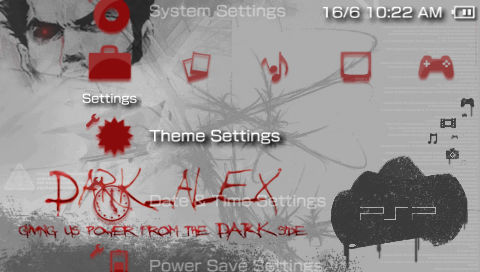 System Settings
16/6 10:22 AM
Settings
Theme Settings
DARK ALEX
Date & Time Settings
GIVING US POWER FROM THE DARK SIDE
PSP
Power Save Settings